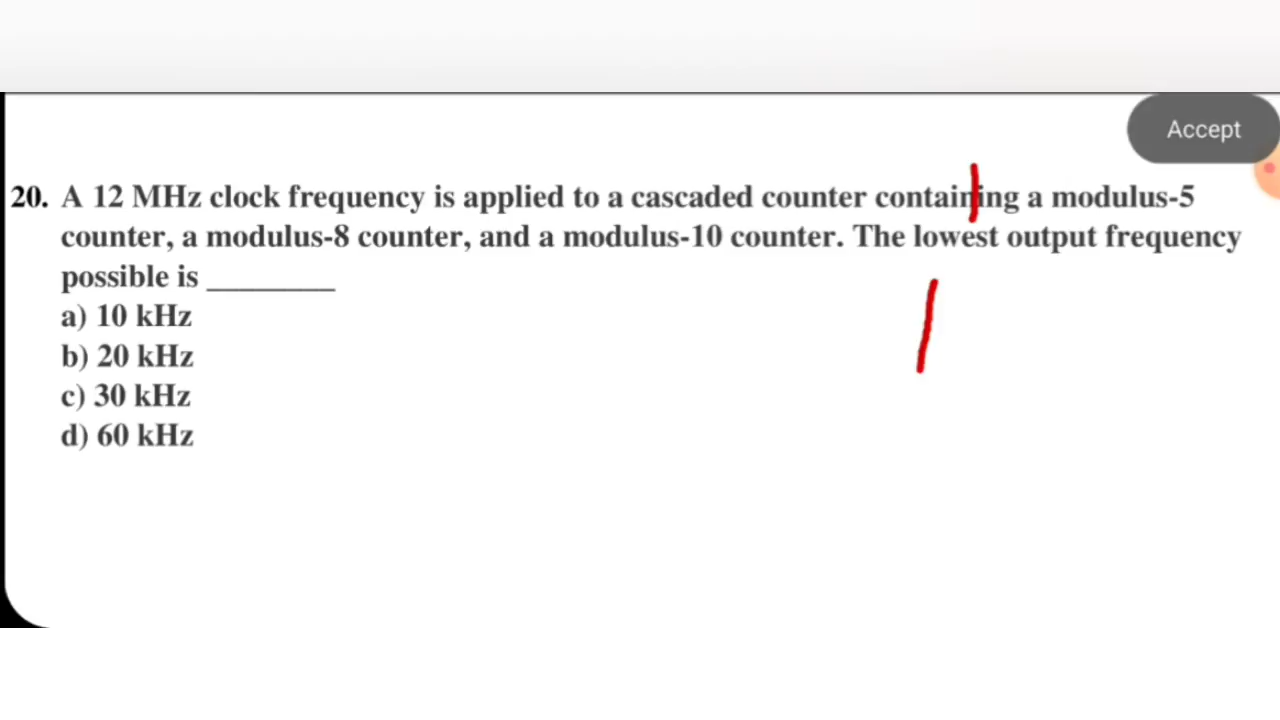 Accept
20. A 12 MHz clock frequency is applied to a cascaded counter containing a modulus-5
counter, a modulus-8 counter, and a modulus-10 counter. The lowest output frequency
possible is ________
a) 10 kHz
b) 20 kHz
c) 30 kHz
d) 60 kHz